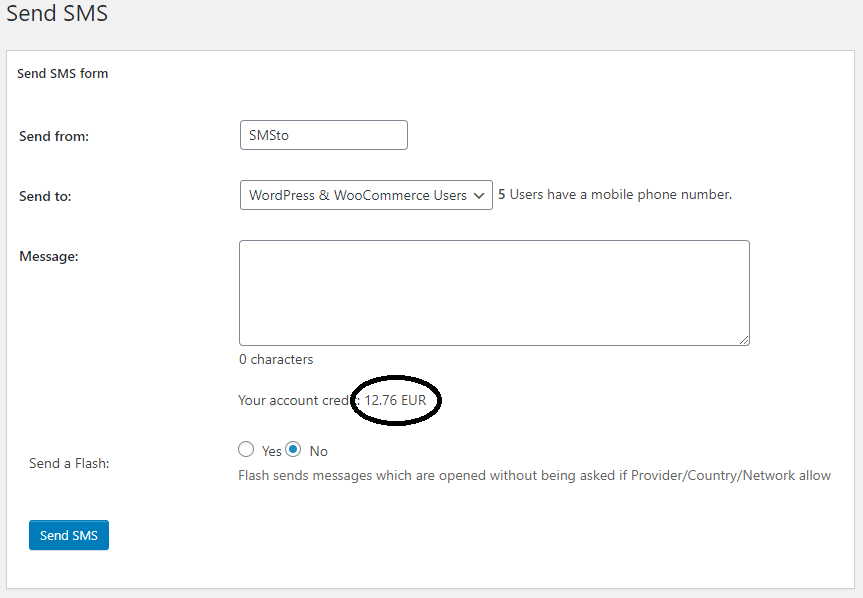 Send SMS
Send SMS form
Send from: SMSto
Send to: WordPress & WooCommerce Users 5 Users have a mobile phone number.
Message:
0 characters
Your account credit: 12.76 EUR
Send a Flash: Yes No
Flash sends messages which are opened without being asked if Provider/Country/Network allow
Send SMS